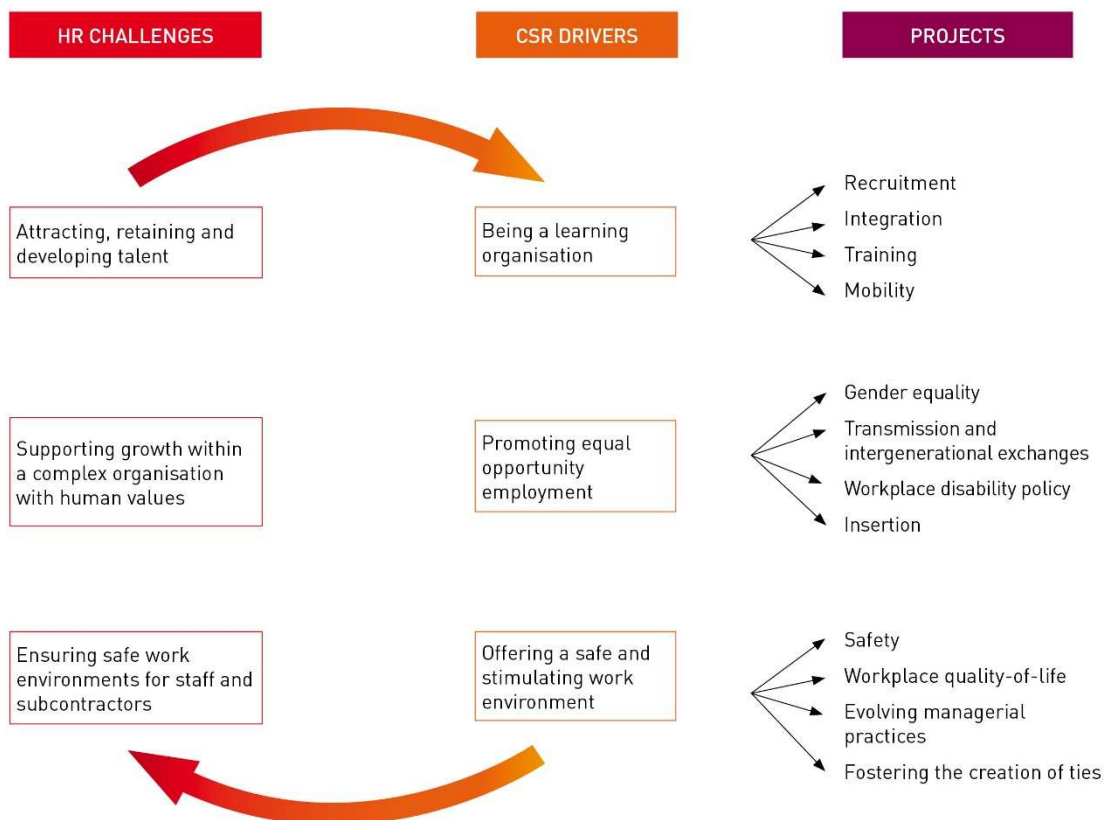 HR CHALLENGES
CSR DRIVERS
PROJECTS
Attracting, retaining and
developing talent
Being a learning
organisation
Recruitment
Integration
Training
Mobility
Supporting growth within
a complex organisation
with human values
Promoting equal
opportunity
employment
Gender equality
Transmission and
intergenerational exchanges
Workplace disability policy
Insertion
Ensuring safe work
environments for staff and
subcontractors
Offering a safe and
stimulating work
environment
Safety
Workplace quality-of-life
Evolving managerial
practices
Fostering the creation of ties